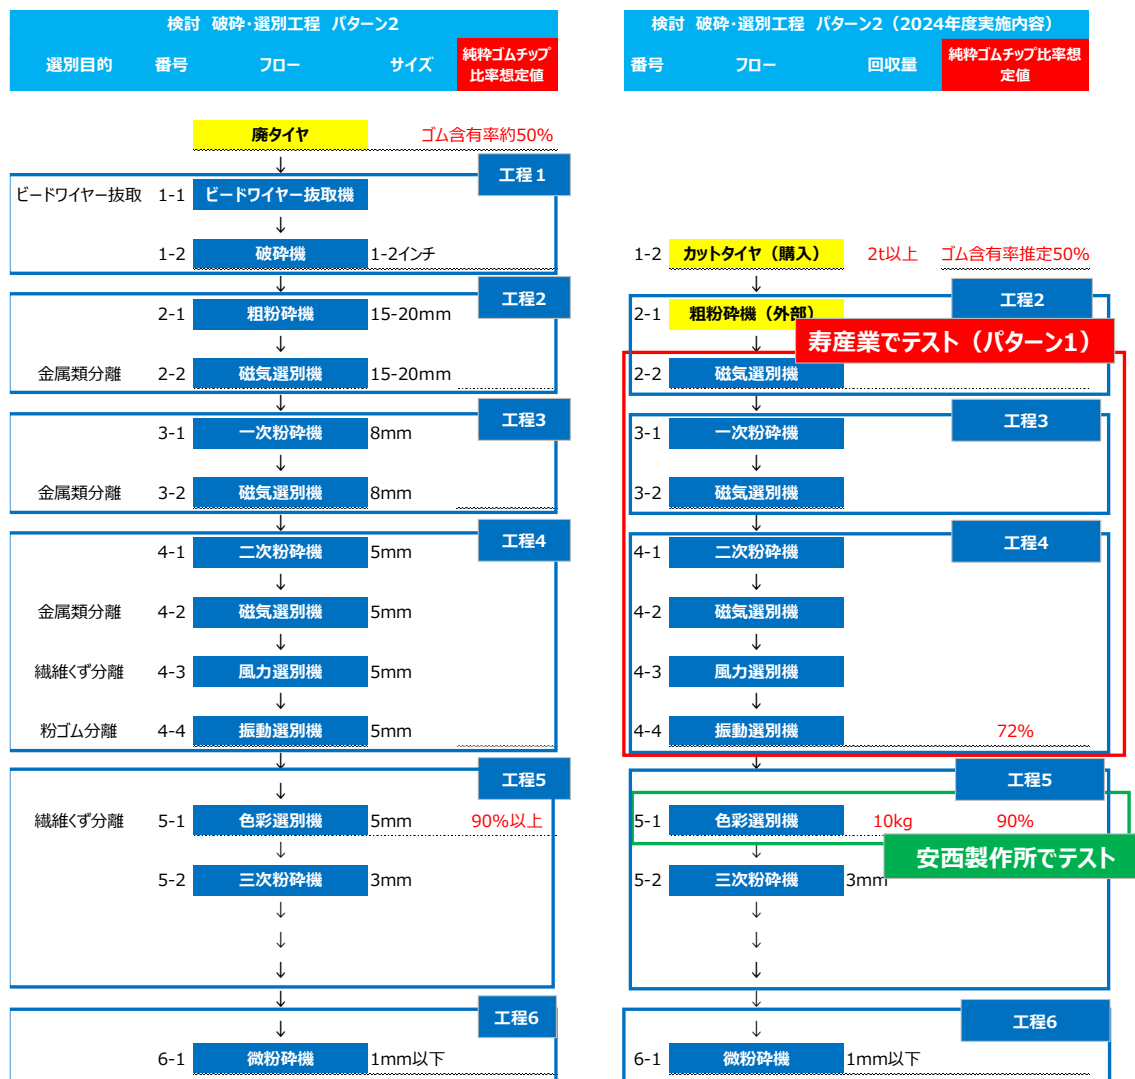 検討 破砕・選別工程 パターン2
選別目的 番号 フロー サイズ 純粋ゴムチップ
比率想定値
廃タイヤ ゴム含有率約50%
↓
工程1
ビードワイヤー抜取 1-1 ビードワイヤー抜取機
↓
1-2 破砕機 1-2インチ
↓
工程2
2-1 粗粉砕機 15-20mm
↓
金属類分離 2-2 磁気選別機 15-20mm
↓
工程3
3-1 一次粉砕機 8mm
↓
金属類分離 3-2 磁気選別機 8mm
↓
工程4
4-1 二次粉砕機 5mm
↓
金属類分離 4-2 磁気選別機 5mm
↓
繊維くず分離 4-3 風力選別機 5mm
↓
粉ゴム分離 4-4 振動選別機 5mm
↓
工程5
↓
繊維くず分離 5-1 色彩選別機 5mm 90%以上
↓
5-2 三次粉砕機 3mm
↓
↓
↓
↓
工程6
↓
6-1 微粉砕機 1mm以下
検討 破砕・選別工程 パターン2（2024年度実施内容）
番号 フロー 回収量 純粋ゴムチップ比率想
定値
1-2 カットタイヤ（購入） 2t以上 ゴム含有率推定50%
↓
工程2
2-1 粗粉砕機（外部）
↓
寿産業でテスト（パターン1）
2-2 磁気選別機
↓
工程3
3-1 一次粉砕機
↓
3-2 磁気選別機
↓
工程4
4-1 二次粉砕機
↓
4-2 磁気選別機
↓
4-3 風力選別機
↓
4-4 振動選別機 72%
↓
工程5
5-1 色彩選別機 10kg 90%
↓
安西製作所でテスト
5-2 三次粉砕機 3mm
↓
↓
↓
↓
工程6
↓
6-1 微粉砕機 1mm以下